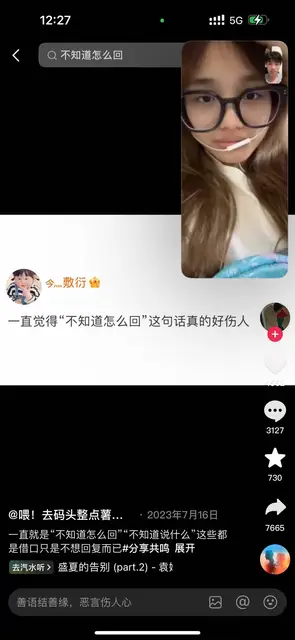 12:27
5G
不知道怎么回
今灬敷衍
一直觉得“不知道怎么回”这句话真的好伤人
3127
730
7665
@喂！去码头整点薯... · 2023年7月16日
一直就是“不知道怎么回”“不知道说什么”这些都
是借口只是不想回复而已#分享共鸣 展开
去汽水听 盛夏的告别 (part.2) - 袁
善语结善缘，恶言伤人心